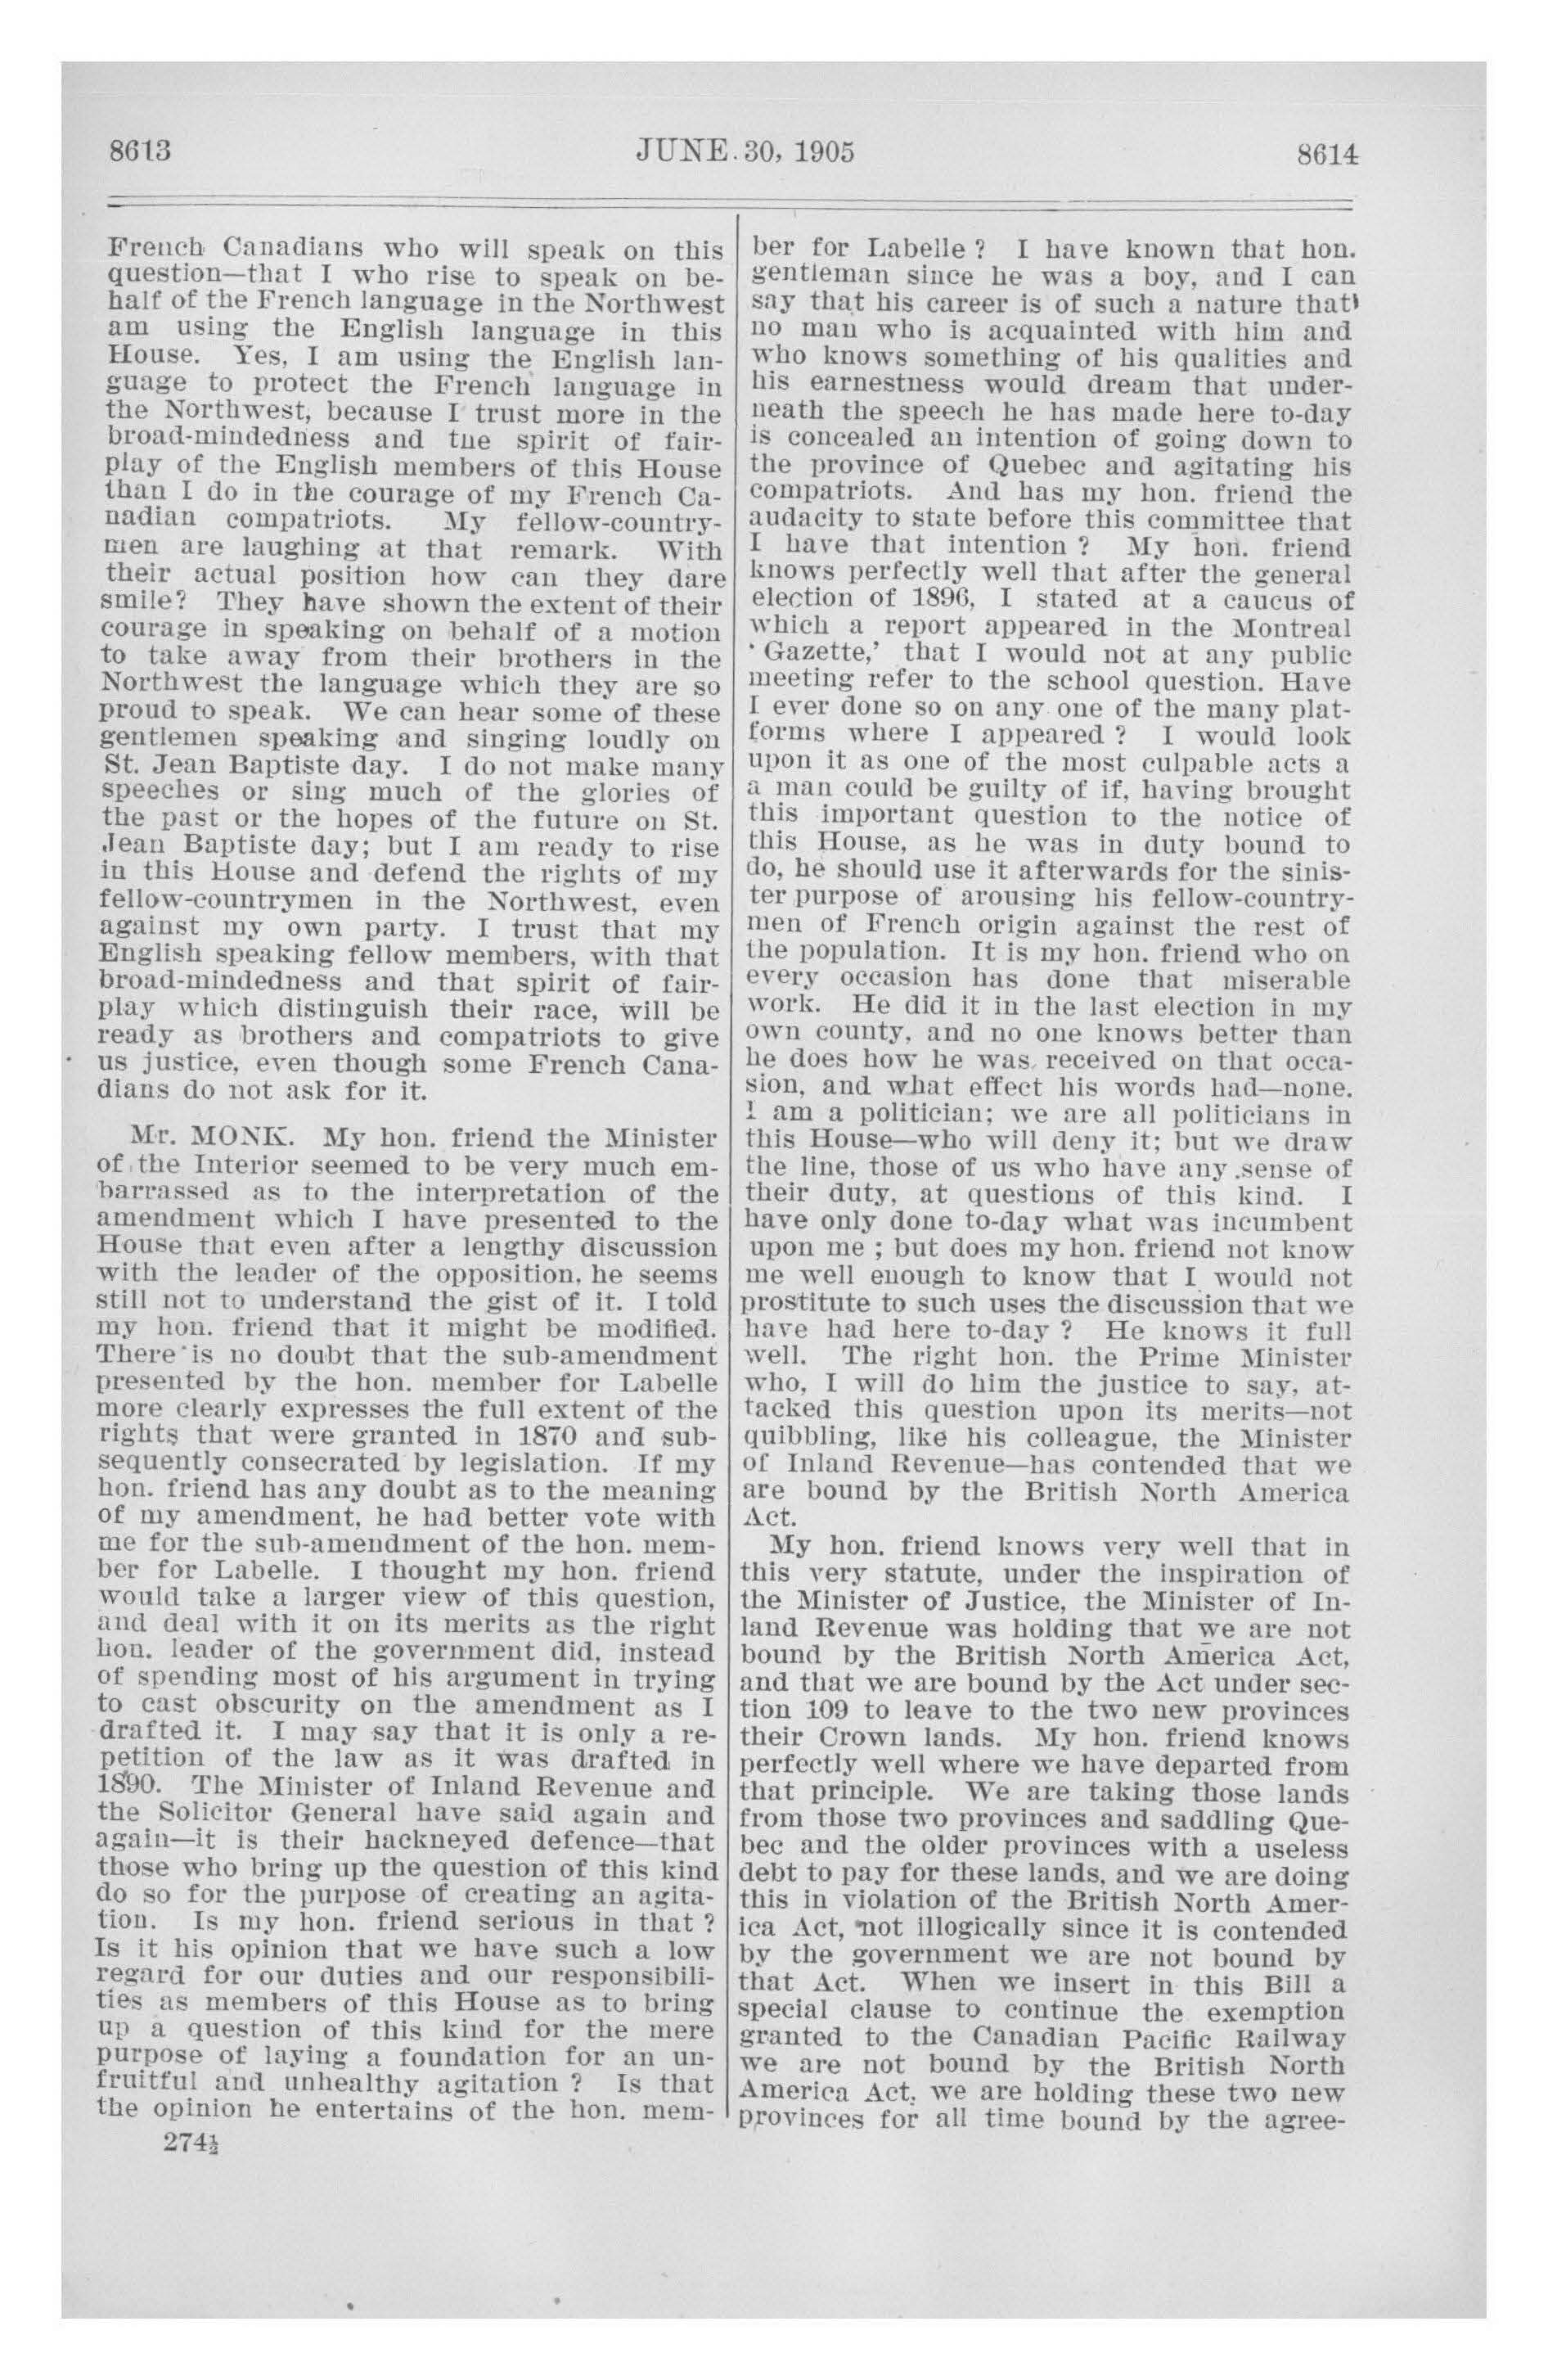 8613
JUNE 30, 1905
8614
French Canadians who will speak on this
question—that I who rise to speak on be-
half of the French language in the Northwest
am using the English language in this
House. Yes, I am using the English lan-
guage to protect the French language in
the Northwest, because I trust more in the
broad-mindedness and the spirit of fair-
play of the English members of this House
than I do in the courage of my French Ca-
nadian compatriots. My fellow-country-
men are laughing at that remark. With
their actual position how can they dare
smile? They have shown the extent of their
courage in speaking on behalf of a motion
to take away from their brothers in the
Northwest the language which they are so
proud to speak. We can hear some of these
gentlemen speaking and singing loudly on
St. Jean Baptiste day. I do not make many
speeches or sing much of the glories of
the past or the hopes of the future on St.
Jean Baptiste day; but I am ready to rise
in this House and defend the rights of my
fellow-countrymen in the Northwest, even
against my own party. I trust that my
English speaking fellow members, with that
broad-mindedness and that spirit of fair-
play which distinguish their race, will be
ready as brothers and compatriots to give
us justice, even though some French Cana-
dians do not ask for it.
Mr. MONK. My hon. friend the Minister
of the Interior seemed to be very much em-
barrassed as to the interpretation of the
amendment which I have presented to the
House that even after a lengthy discussion
with the leader of the opposition, he seems
still not to understand the gist of it. I told
my hon. friend that it might be modified.
There is no doubt that the sub-amendment
presented by the hon. member for Labelle
more clearly expresses the full extent of the
rights that were granted in 1870 and sub-
sequently consecrated by legislation. If my
hon. friend has any doubt as to the meaning
of my amendment, he had better vote with
me for the sub-amendment of the hon. mem-
ber for Labelle. I thought my hon. friend
would take a larger view of this question,
and deal with it on its merits as the right
hon. leader of the government did, instead
of spending most of his argument in trying
to cast obscurity on the amendment as I
drafted it. I may say that it is only a re-
petition of the law as it was drafted in
1890. The Minister of Inland Revenue and
the Solicitor General have said again and
again—it is their hackneyed defence—that
those who bring up the question of this kind
do so for the purpose of creating an agita-
tion. Is my hon. friend serious in that ?
Is it his opinion that we have such a low
regard for our duties and our responsibili-
ties as members of this House as to bring
up a question of this kind for the mere
purpose of laying a foundation for an un-
fruitful and unhealthy agitation ? Is that
the opinion he entertains of the hon. mem-
274½
ber for Labelle ? I have known that hon.
gentleman since he was a boy, and I can
say that his career is of such a nature that
no man who is acquainted with him and
who knows something of his qualities and
his earnestness would dream that under-
neath the speech he has made here to-day
is concealed an intention of going down to
the province of Quebec and agitating his
compatriots. And has my hon. friend the
audacity to state before this committee that
I have that intention ? My hon. friend
knows perfectly well that after the general
election of 1896, I stated at a caucus of
which a report appeared in the Montreal
' Gazette,' that I would not at any public
meeting refer to the school question. Have
I ever done so on any one of the many plat-
forms where I appeared ? I would look
upon it as one of the most culpable acts a
a man could be guilty of if, having brought
this important question to the notice of
this House, as he was in duty bound to
do, he should use it afterwards for the sinis-
ter purpose of arousing his fellow-country-
men of French origin against the rest of
the population. It is my hon. friend who on
every occasion has done that miserable
work. He did it in the last election in my
own county, and no one knows better than
he does how he was received on that occa-
sion, and what effect his words had—none.
I am a politician; we are all politicians in
this House—who will deny it; but we draw
the line, those of us who have any sense of
their duty, at questions of this kind. I
have only done to-day what was incumbent
upon me ; but does my hon. friend not know
me well enough to know that I would not
prostitute to such uses the discussion that we
have had here to-day ? He knows it full
well. The right hon. the Prime Minister
who, I will do him the justice to say, at-
tacked this question upon its merits—not
quibbling, like his colleague, the Minister
of Inland Revenue—has contended that we
are bound by the British North America
Act.
My hon. friend knows very well that in
this very statute, under the inspiration of
the Minister of Justice, the Minister of In-
land Revenue was holding that we are not
bound by the British North America Act,
and that we are bound by the Act under sec-
tion 109 to leave to the two new provinces
their Crown lands. My hon. friend knows
perfectly well where we have departed from
that principle. We are taking those lands
from those two provinces and saddling Que-
bec and the older provinces with a useless
debt to pay for these lands, and we are doing
this in violation of the British North Amer-
ica Act, not illogically since it is contended
by the government we are not bound by
that Act. When we insert in this Bill a
special clause to continue the exemption
granted to the Canadian Pacific Railway
we are not bound by the British North
America Act, we are holding these two new
provinces for all time bound by the agree-